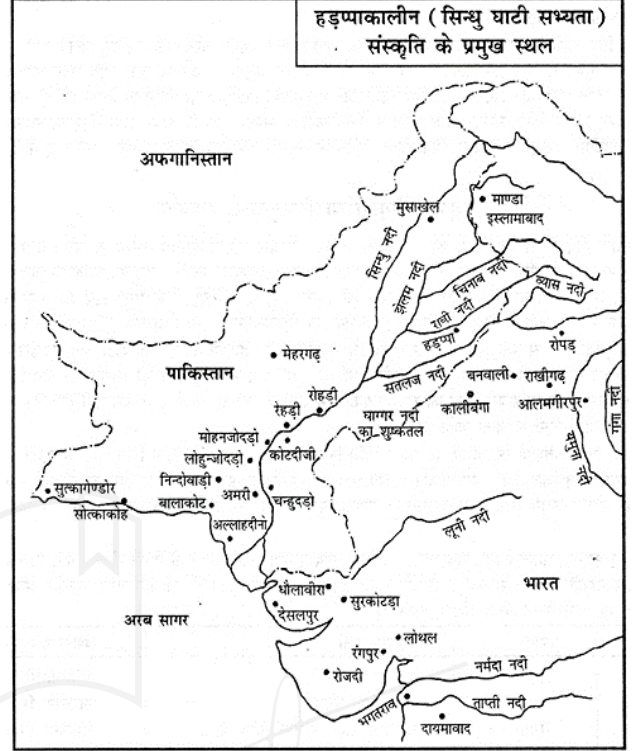 हड़प्पाकालीन ( सिन्धु घाटी सभ्यता )
संस्कृति के प्रमुख स्थल
अफगानिस्तान
मुसाखेल
माण्डा
इस्लामाबाद
सिन्धु नदी
झेलम नदी
चिनाब नदी
व्यास नदी
रावी नदी
हड़प्पा
रोपड़
मेहरगढ़
पाकिस्तान
सतलज नदी
बनवाली
राखीगढ़
रोहड़ी
रेहड़ी
घाग्गर नदी
का शुष्कतल
कालीबंगा
आलमगीरपुर
गंगा नदी
यमुना नदी
मोहनजोदड़ो
कोटदीजी
लोहुन्जोदड़ो
निन्दोवाड़ी
सुत्कागण्डोर
सोत्काकोह
बालाकोट
अमरी
चन्हुदड़ो
अल्लाहदीनो
लूनी नदी
धौलावीरा
सुरकोटड़ा
देसलपुर
भारत
अरब सागर
लोथल
रंगपुर
रोजदी
नर्मदा नदी
भगतराव
ताप्ती नदी
दायमावाद